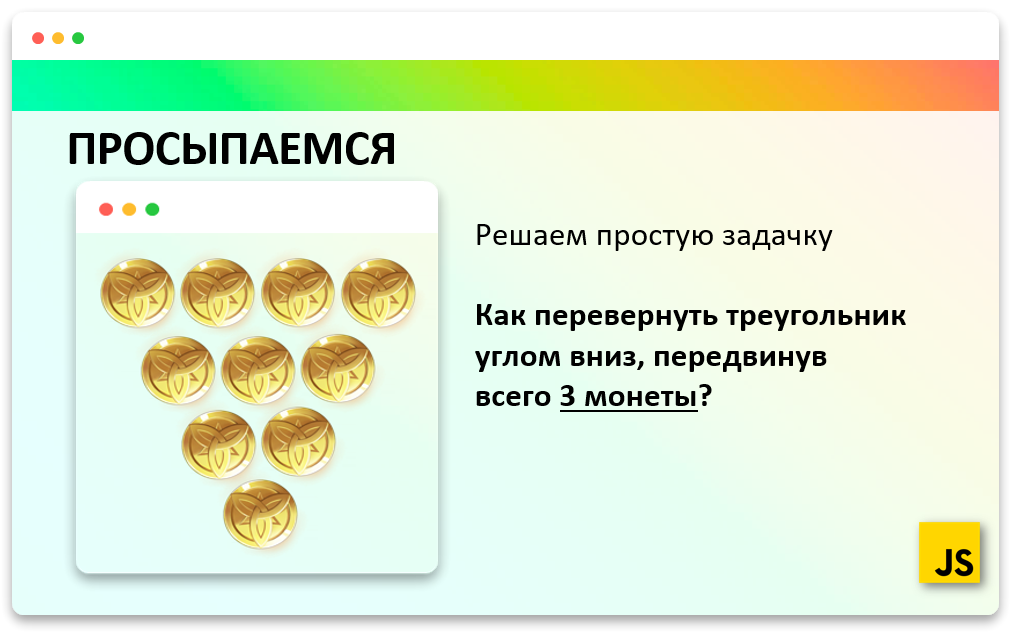 ПРОСЫПАЕМСЯ
Решаем простую задачку
Как перевернуть треугольник
углом вниз, передвинув
всего 3 монеты?
JS